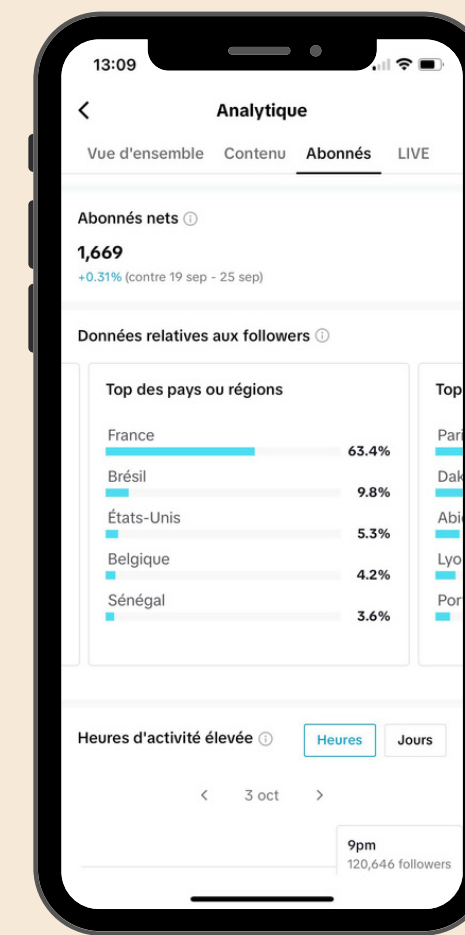 13:09
Analytique
Vue d'ensemble Contenu Abonnés LIVE
Abonnés nets
1,669
+0.31% (contre 19 sep - 25 sep)
Données relatives aux followers
Top des pays ou régions
Top
France
63.4%
Brésil
9.8%
États-Unis
5.3%
Belgique
4.2%
Sénégal
3.6%
Heures d'activité élevée
Heures
Jours
3 oct
9pm
120,646 followers